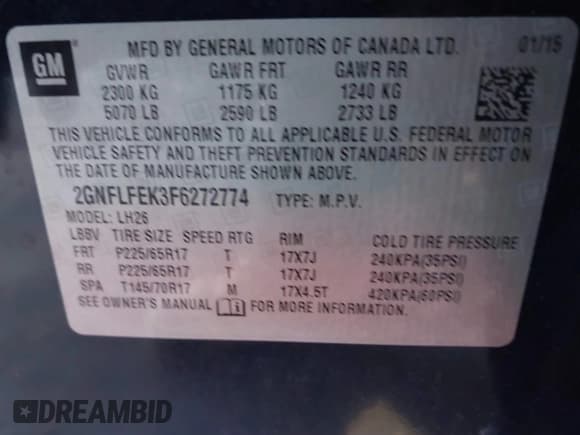 GM
MFD BY GENERAL MOTORS OF CANADA LTD. 01/15
GVWR GAWR FRT GAWR RR
2300 KG 1175 KG 1240 KG
5070 LB 2590 LB 2733 LB
THIS VEHICLE CONFORMS TO ALL APPLICABLE U.S. FEDERAL MOTOR
VEHICLE SAFETY AND THEFT PREVENTION STANDARDS IN EFFECT ON
THE DATE OF MANUFACTURE SHOWN ABOVE.
2GNFLFEK3F6272774 TYPE: M.P.V.
MODEL: LH26
LBBV TIRE SIZE SPEED RTG RIM COLD TIRE PRESSURE
FRT P225/65R17 T 17X7J 240KPA(35PSI)
RR P225/65R17 T 17X7J 240KPA(35PSI)
SPA T145/70R17 M 17X4.5T 420KPA(60PSI)
SEE OWNER'S MANUAL FOR MORE INFORMATION.
DREAMBID